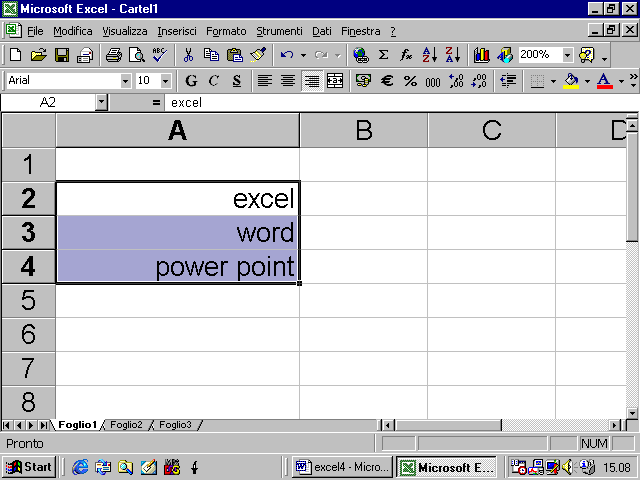 Microsoft Excel - Cartel1
File Modifica Visualizza Inserisci Formato Strumenti Dati Finestra ?
200%
Arial 10 G C S € % 000
A2 = excel
A B C D
1
2 excel
3 word
4 power point
5
6
7
8
Foglio1 Foglio2 Foglio3
Pronto NUM
Start excel4 - Micro... Microsoft E... 15.08